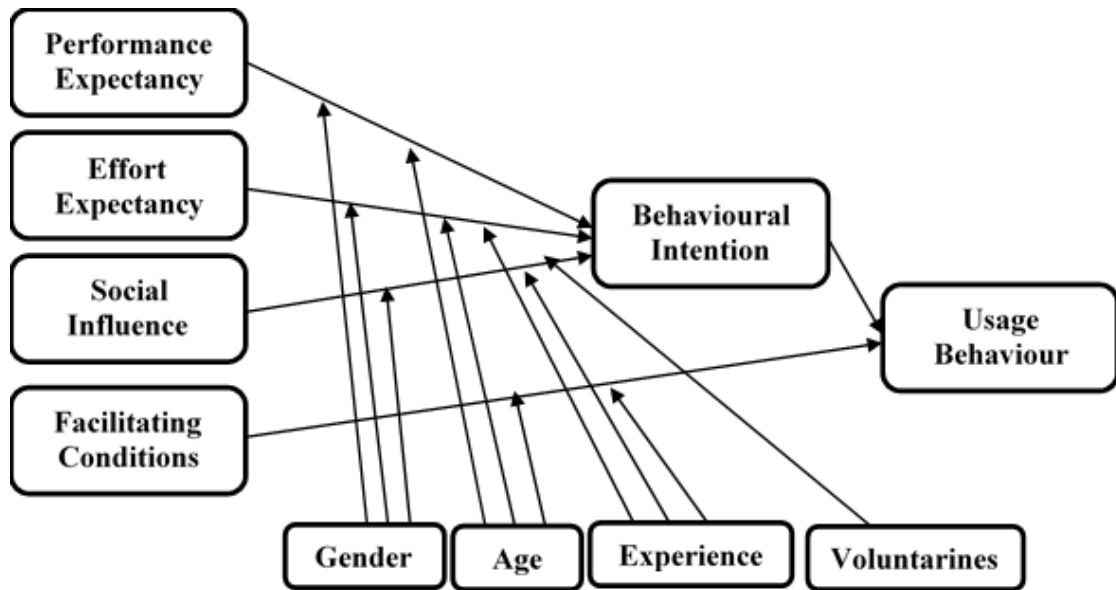 Performance
Expectancy
Effort
Expectancy
Social
Influence
Facilitating
Conditions
Behavioural
Intention
Usage
Behaviour
Gender
Age
Experience
Voluntarines